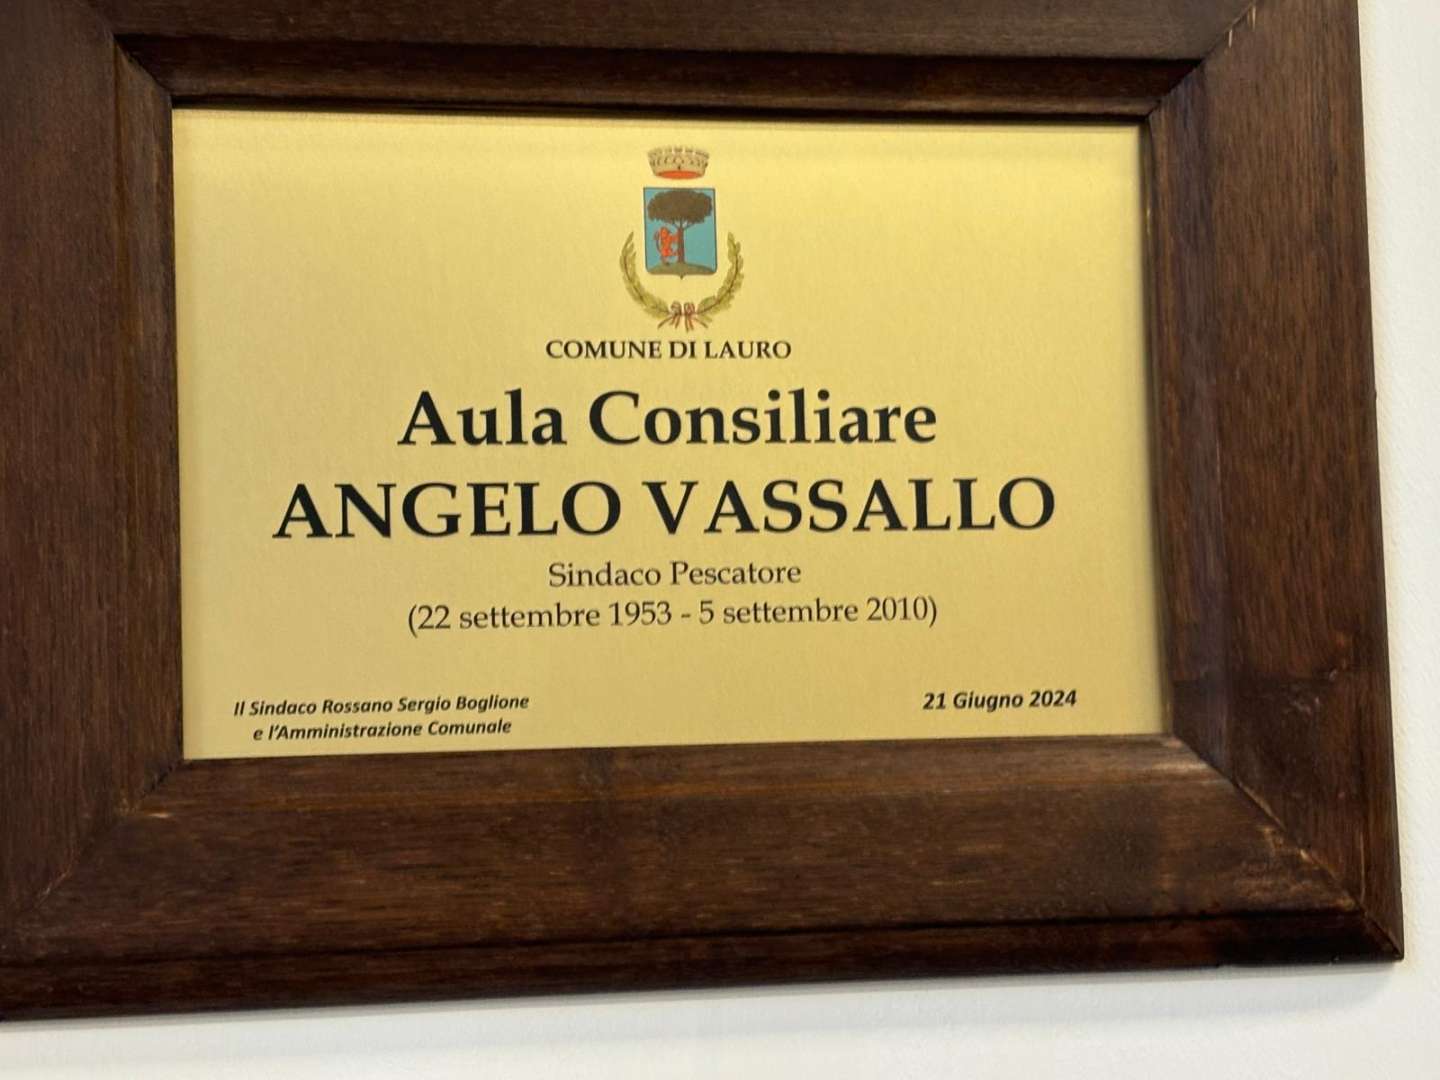 COMUNE DI LAURO
Aula Consiliare
ANGELO VASSALLO
Sindaco Pescatore
(22 settembre 1953 - 5 settembre 2010)
Il Sindaco Rossano Sergio Boglione
e l'Amministrazione Comunale
21 Giugno 2024